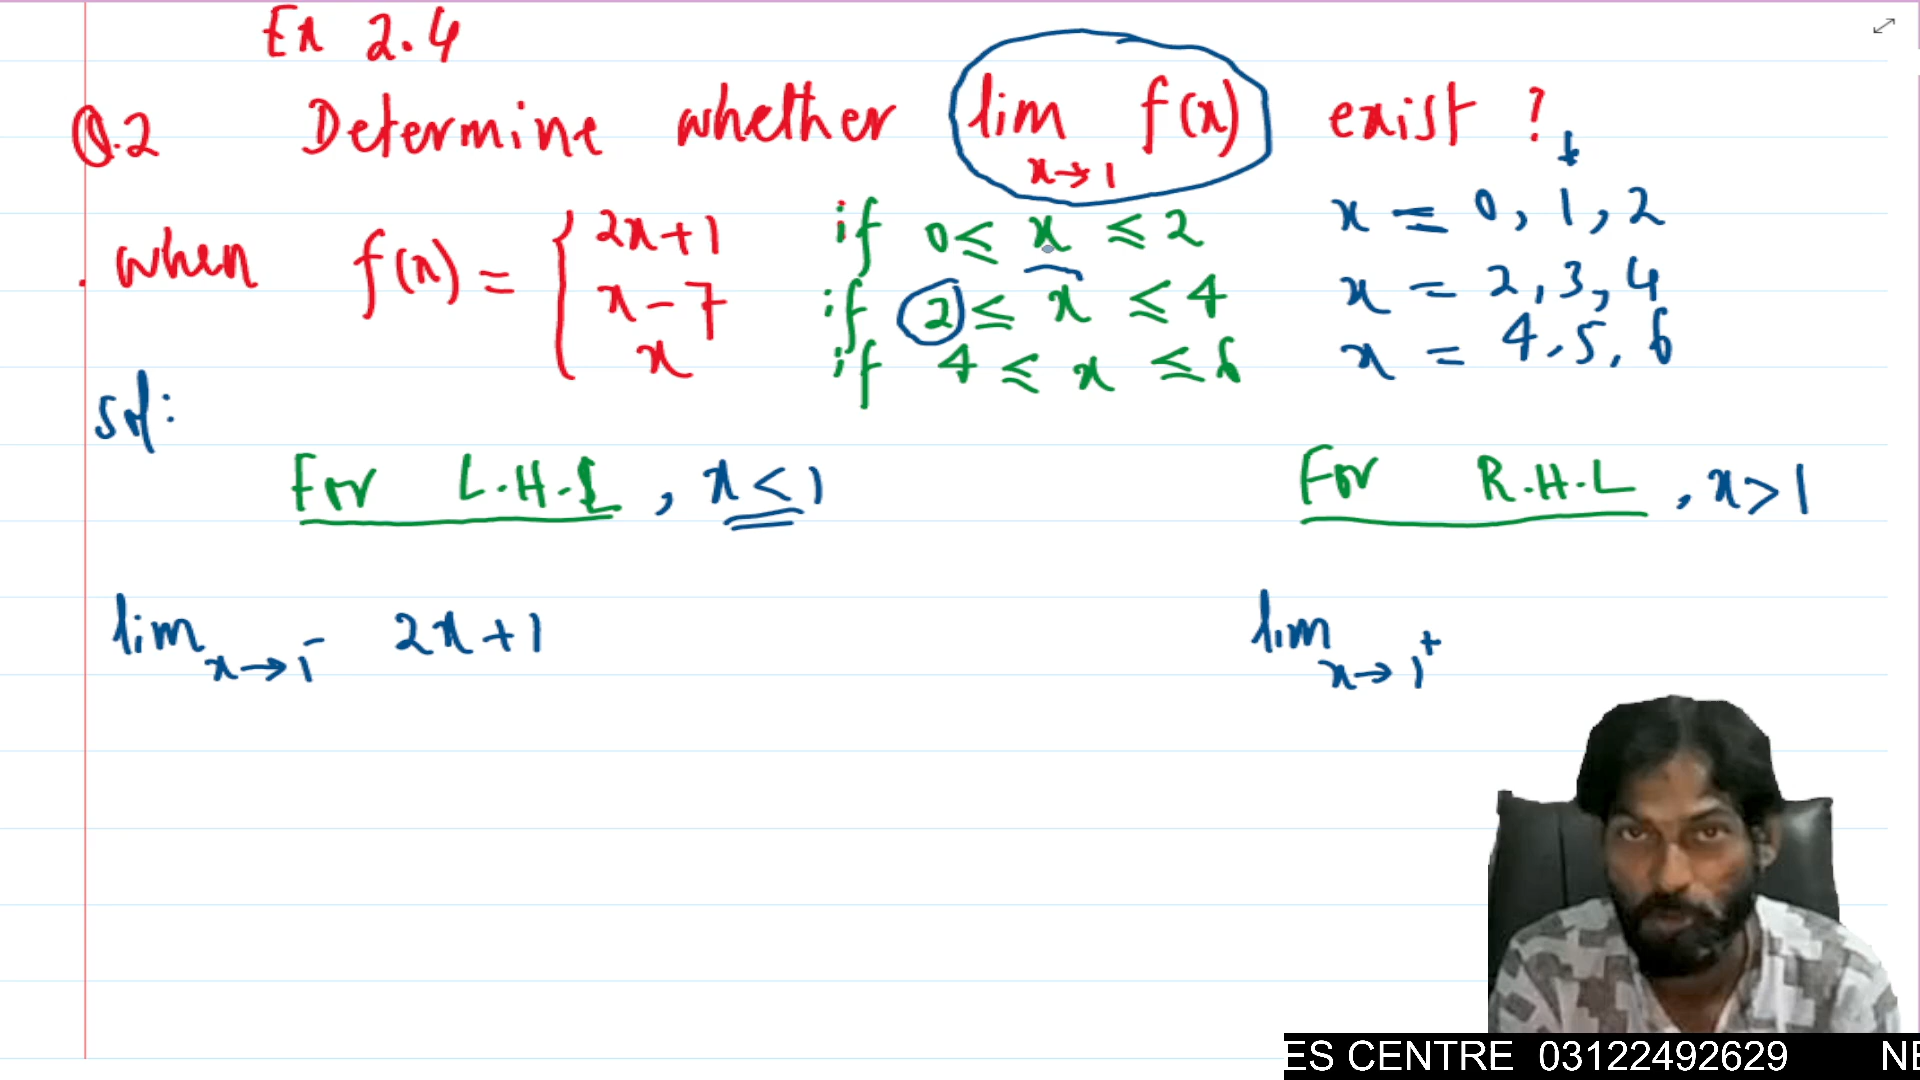 Ex 2.4
Q.2 Determine whether lim x→1 f(x) exist ?
when f(x) = { 2x+1 if 0 ≤ x ≤ 2 x = 0, 1, 2
x - 7 if 2 ≤ x ≤ 4 x = 2, 3, 4
x if 4 ≤ x ≤ 6 x = 4, 5, 6
Sol:
For L.H.L , x < 1 For R.H.L , x > 1
lim x→1⁻ 2x+1 lim x→1⁺
ES CENTRE 03122492629 NE